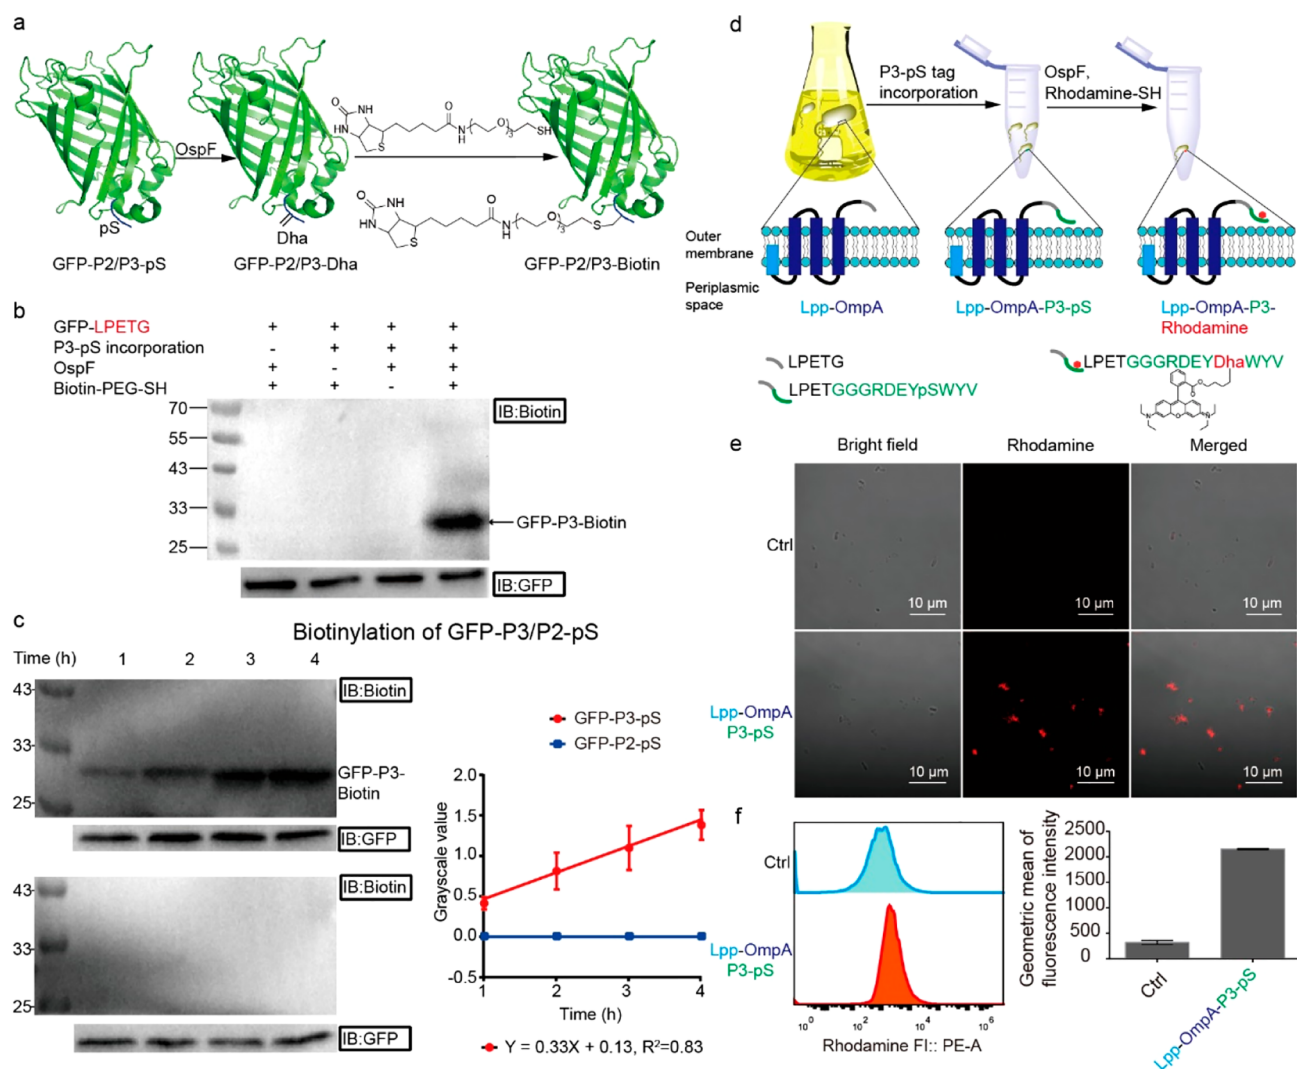 a
OspF
pS
Dha
GFP-P2/P3-pS
GFP-P2/P3-Dha
GFP-P2/P3-Biotin
O
NH
HN
S
O
N
H
O
3
SH
O
NH
HN
S
O
N
H
O
3
S
b
GFP-LPETG + + + +
P3-pS incorporation - + + +
OspF + - + +
Biotin-PEG-SH + + - +
70
55
43
33
25
IB:Biotin
GFP-P3-Biotin
IB:GFP
c
Biotinylation of GFP-P3/P2-pS
Time (h) 1 2 3 4
43
33
25
IB:Biotin
GFP-P3-
Biotin
IB:GFP
43
33
25
IB:Biotin
IB:GFP
GFP-P3-pS
GFP-P2-pS
Grayscale value
2.0
1.5
1.0
0.5
0.0
-0.5
1 2 3 4
Time (h)
Y = 0.33X + 0.13, R²=0.83
d
P3-pS tag
incorporation
OspF,
Rhodamine-SH
Outer
membrane
Periplasmic
space
Lpp-OmpA
Lpp-OmpA-P3-pS
Lpp-OmpA-P3-
Rhodamine
LPETG
LPETGGGRDEYpSWYV
LPETGGGRDEYDhaWYV
e
Bright field Rhodamine Merged
Ctrl
10 µm 10 µm 10 µm
Lpp-OmpA
P3-pS
10 µm 10 µm 10 µm
f
Ctrl
Lpp-OmpA
P3-pS
10⁰ 10² 10⁴ 10⁶
Rhodamine FI:: PE-A
Geometric mean of
fluorescence intensity
2500
2000
1500
1000
500
0
Ctrl
Lpp-OmpA-P3-pS